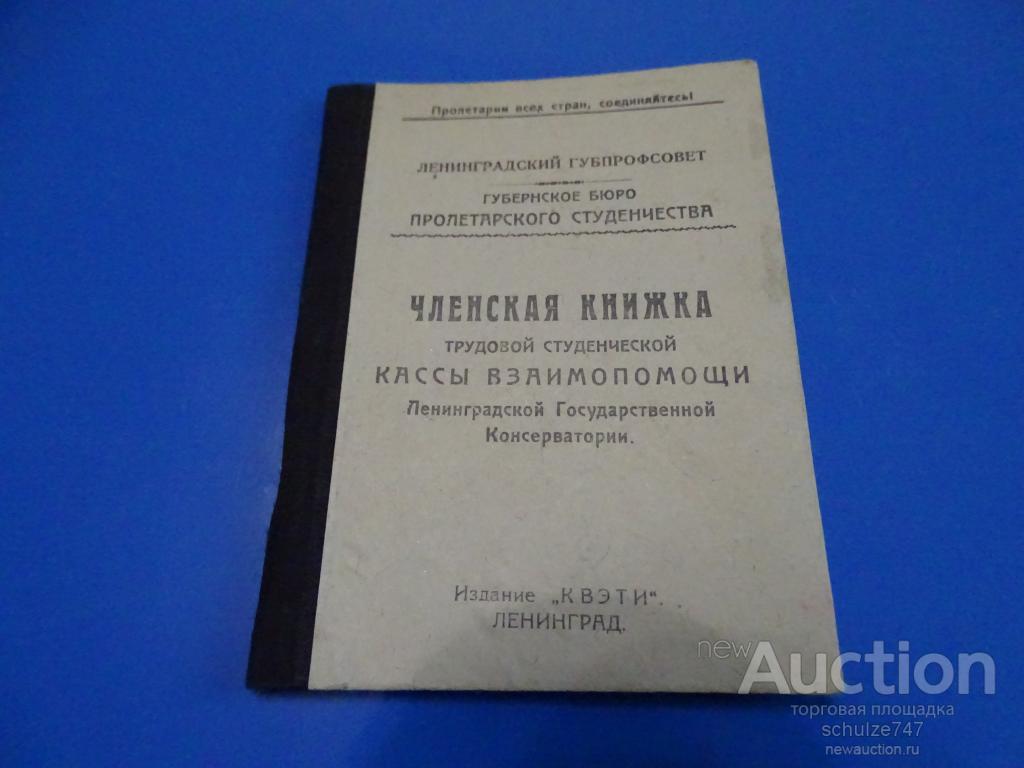 Пролетарии всех стран, соединяйтесь!
ЛЕНИНГРАДСКИЙ ГУБПРОФСОВЕТ
ГУБЕРНСКОЕ БЮРО
ПРОЛЕТАРСКОГО СТУДЕНЧЕСТВА
ЧЛЕНСКАЯ КНИЖКА
ТРУДОВОЙ СТУДЕНЧЕСКОЙ
КАССЫ ВЗАИМОПОМОЩИ
Ленинградской Государственной
Консерватории.
Издание „КВЭТИ".
ЛЕНИНГРАД.
newAuction
торговая площадка
schulze747
newauction.ru